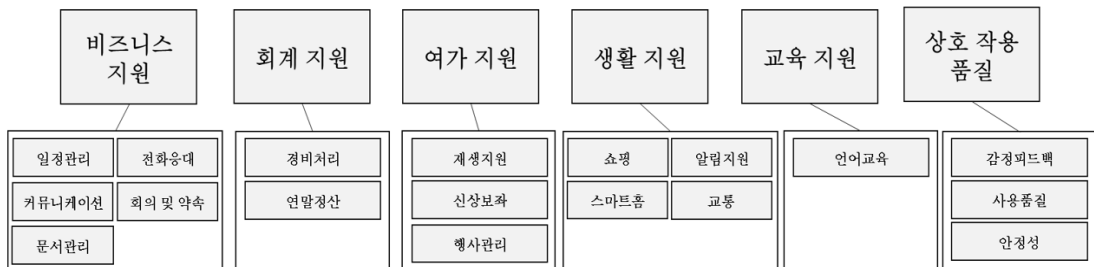 비즈니스
지원
회계 지원
여가 지원
생활 지원
교육 지원
상호 작용
품질
일정관리
전화응대
커뮤니케이션
회의 및 약속
문서관리
경비처리
연말정산
재생지원
신상보좌
행사관리
쇼핑
알림지원
스마트홈
교통
언어교육
감정피드백
사용품질
안정성